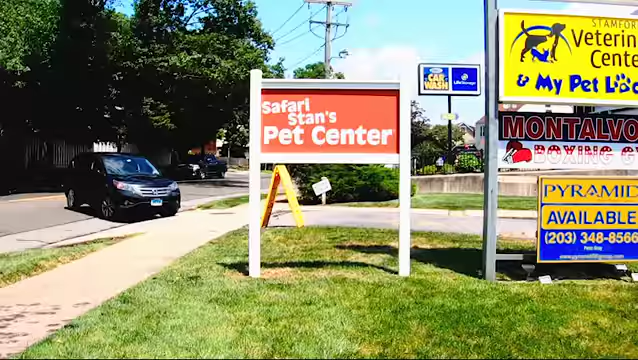 Safari
Stan's
Pet Center
CAR
WASH
STAMFOR
Veterin
Cente
& My Pet L
MONTALVO
BOXING G
PYRAMID
AVAILABLE
(203) 348-8566